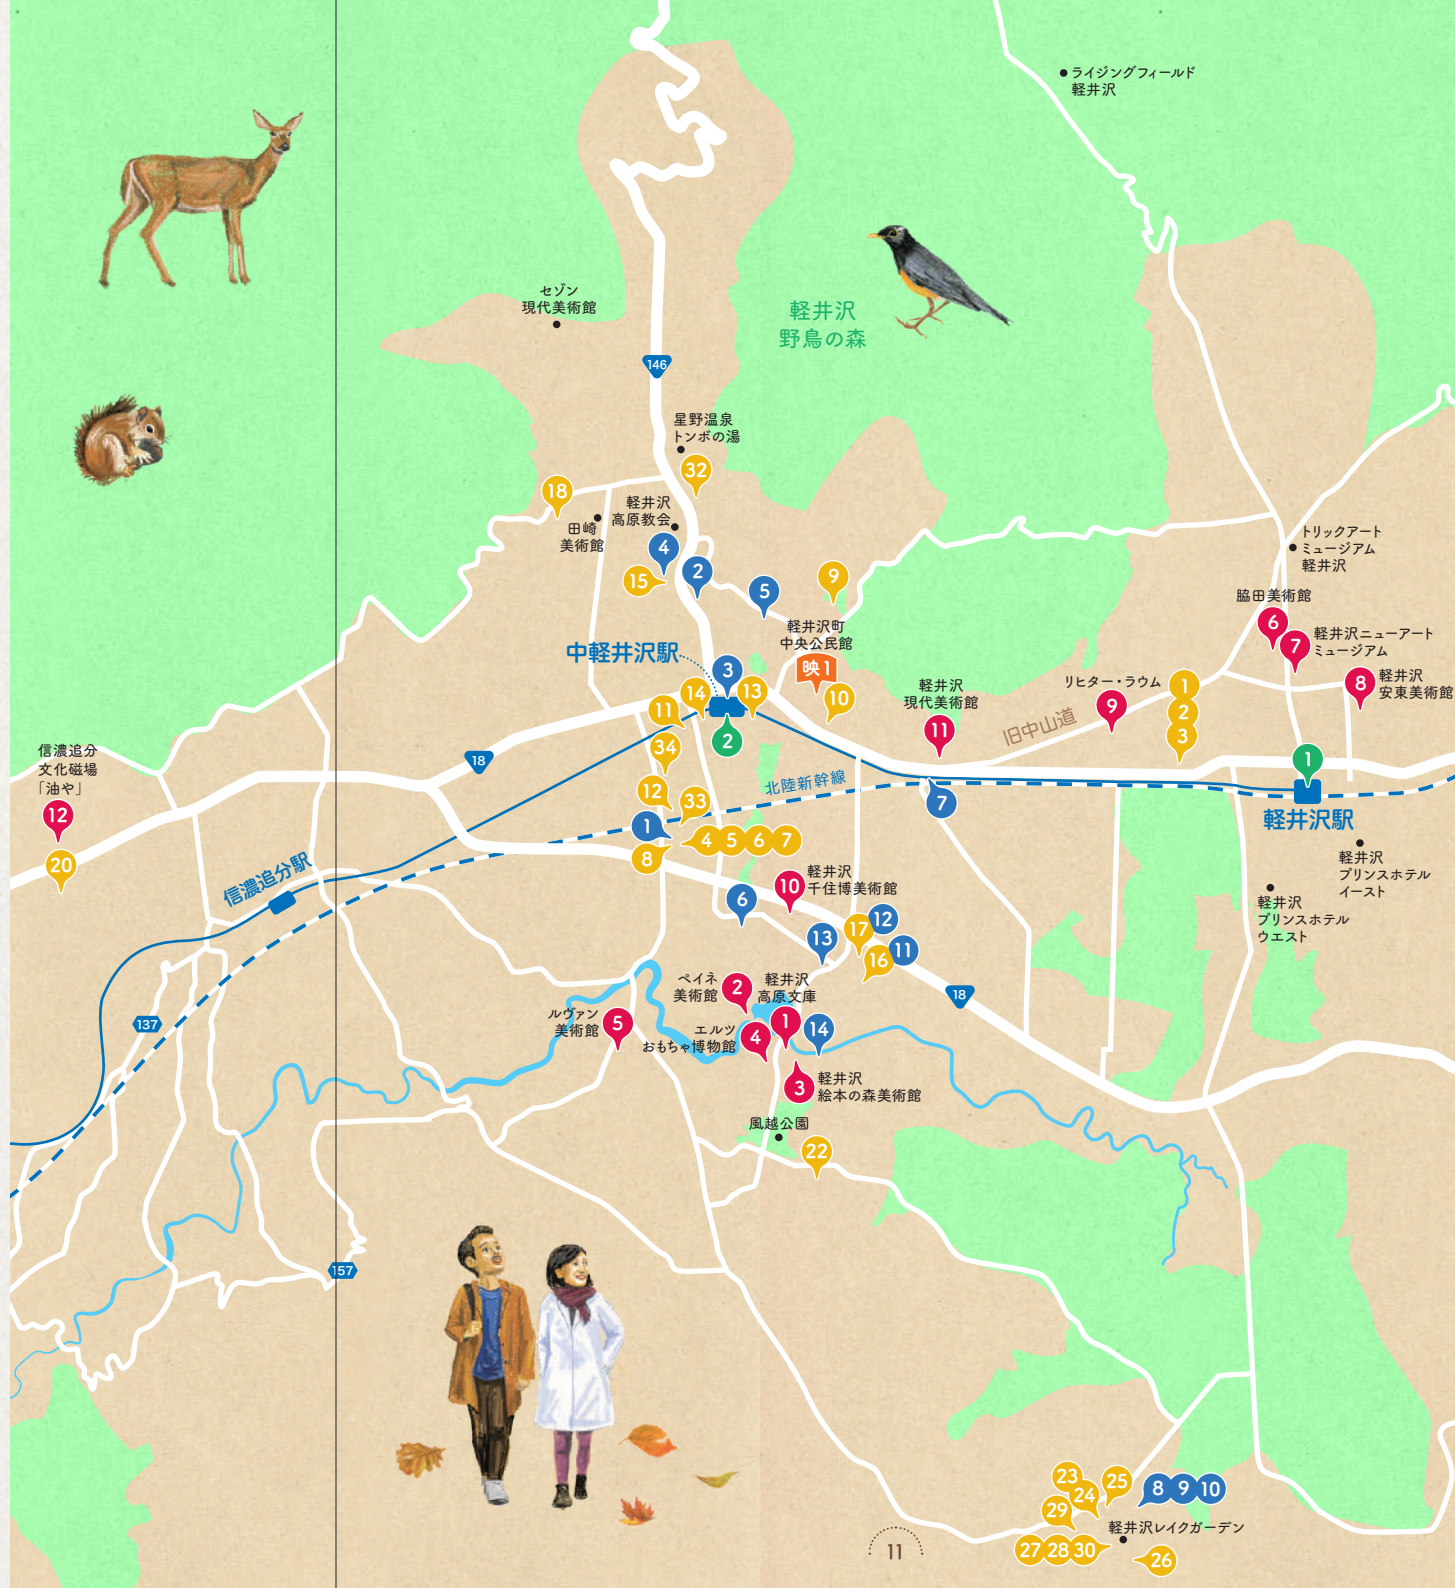 ライジングフィールド
軽井沢
セゾン
現代美術館
軽井沢
野鳥の森
146
星野温泉
トンボの湯
32
18
田崎
美術館
軽井沢
高原教会
4
15
2
5
9
トリックアート
ミュージアム
軽井沢
脇田美術館
6
7
軽井沢ニューアート
ミュージアム
8
軽井沢
安東美術館
軽井沢町
中央公民館
映1
10
中軽井沢駅
3
14
13
11
2
34
軽井沢
現代美術館
11
リヒター・ラウム
9
旧中山道
1
2
3
1
軽井沢駅
信濃追分
文化磁場
「油や」
12
20
18
北陸新幹線
7
12
33
1
4
5
6
7
8
軽井沢
プリンスホテル
イースト
軽井沢
プリンスホテル
ウエスト
信濃追分駅
10
軽井沢
千住博美術館
6
13
17
12
16
11
18
137
ペイネ
美術館
2
軽井沢
高原文庫
1
14
ルヴァン
美術館
5
エルツ
おもちゃ博物館
4
3
軽井沢
絵本の森美術館
風越公園
22
157
23
24
25
29
8
9
10
軽井沢レイクガーデン
27
28
30
26
11